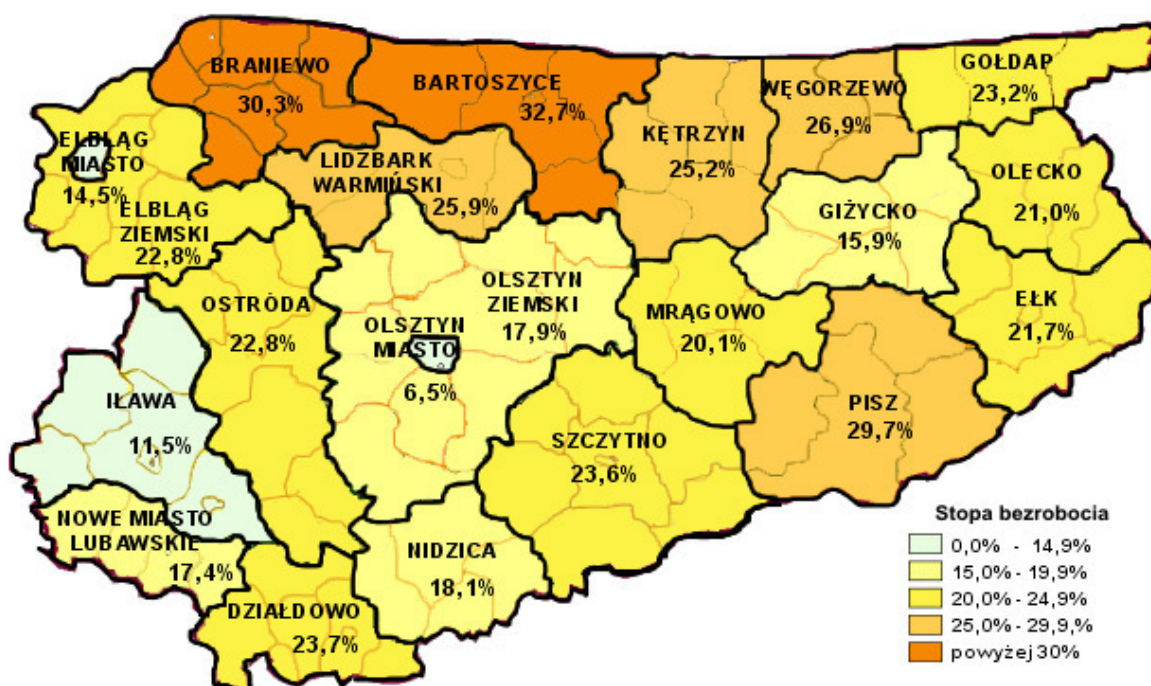 BRANIEWO
30,3%
BARTOSZYCE
32,7%
GOŁDAP
23,2%
WĘGORZEWO
26,9%
KĘTRZYN
25,2%
ELBLĄG
MIASTO
14,5%
LIDZBARK
WARMIŃSKI
25,9%
OLECKO
21,0%
ELBLĄG
ZIEMSKI
22,8%
GIŻYCKO
15,9%
OSTRÓDA
22,8%
OLSZTYN
ZIEMSKI
17,9%
OLSZTYN
MIASTO
6,5%
MRĄGOWO
20,1%
EŁK
21,7%
IŁAWA
11,5%
PISZ
29,7%
SZCZYTNO
23,6%
NOWE MIASTO
LUBAWSKIE
17,4%
NIDZICA
18,1%
DZIAŁDOWO
23,7%
Stopa bezrobocia
0,0% - 14,9%
15,0% - 19,9%
20,0% - 24,9%
25,0% - 29,9,%
powyżej 30%